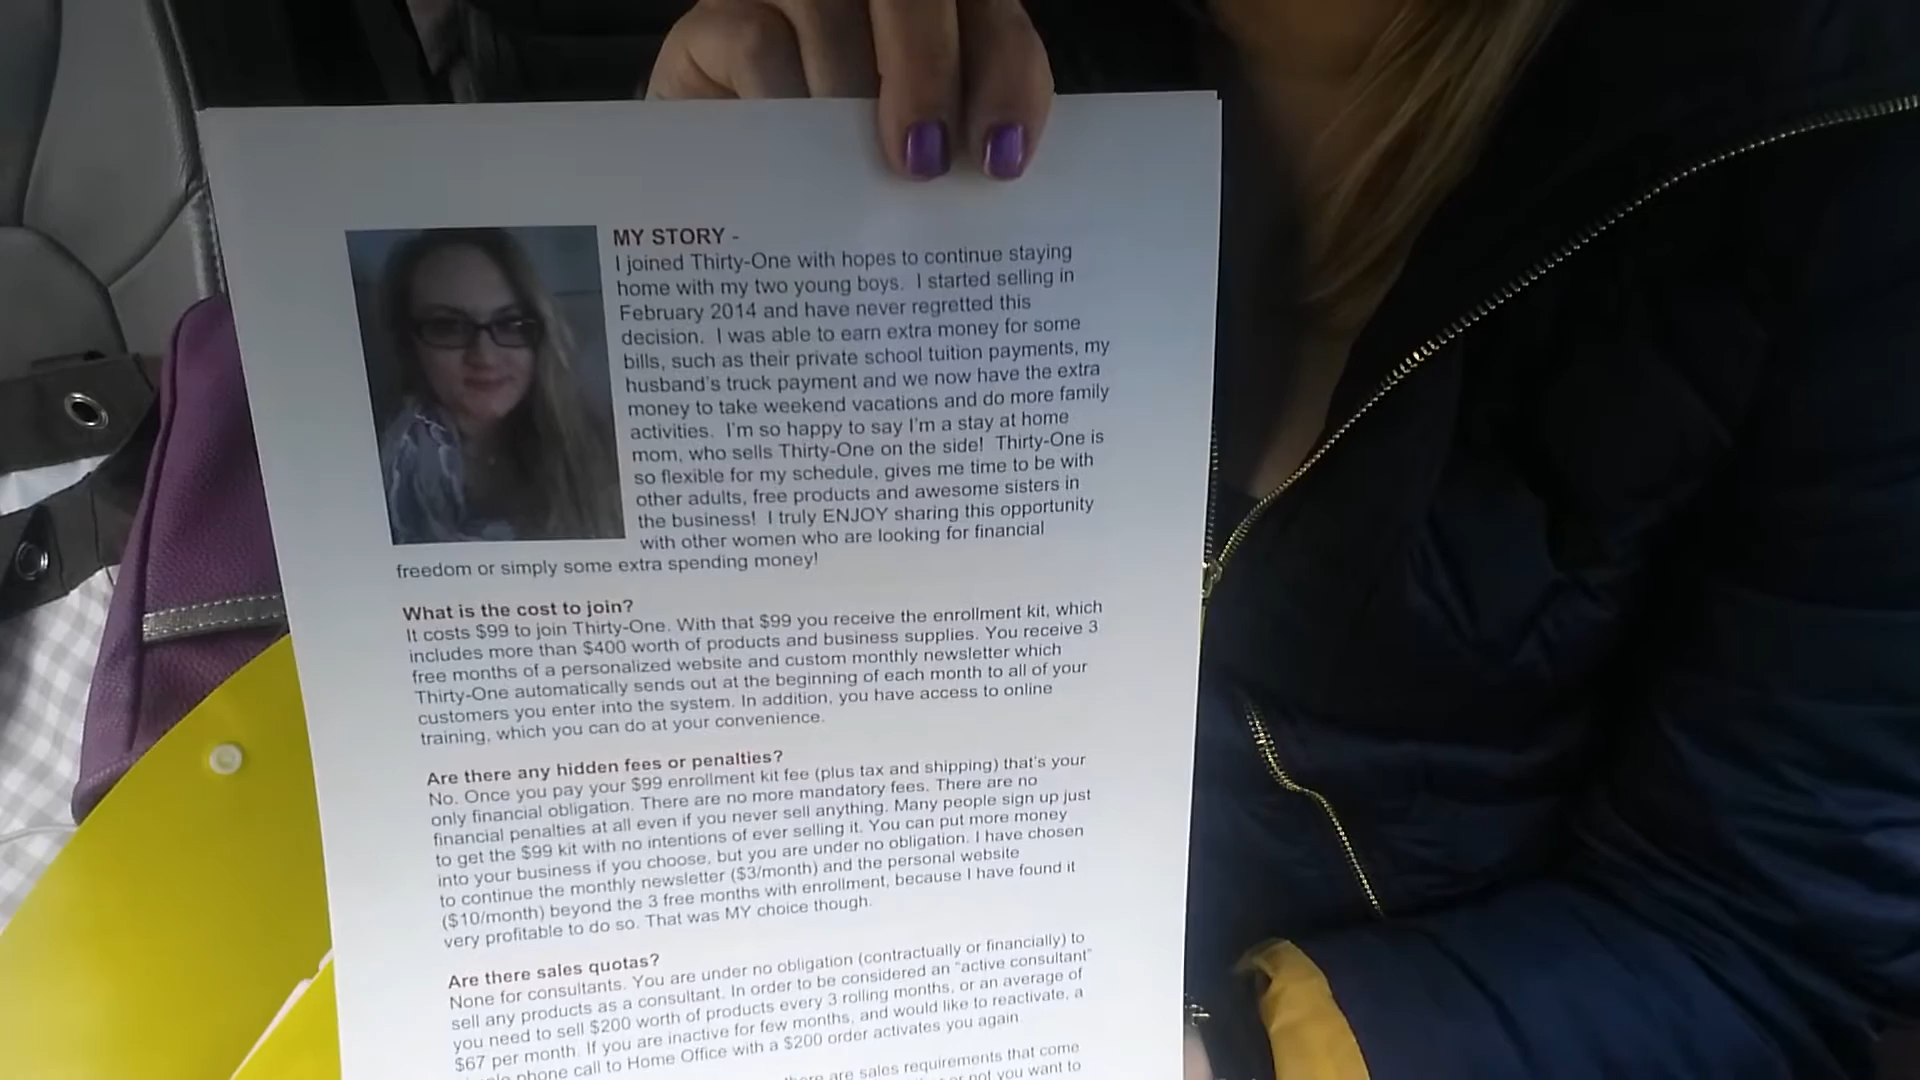 MY STORY -
I joined Thirty-One with hopes to continue staying
home with my two young boys. I started selling in
February 2014 and have never regretted this
decision. I was able to earn extra money for some
bills, such as their private school tuition payments, my
husband's truck payment and we now have the extra
money to take weekend vacations and do more family
activities. I'm so happy to say I'm a stay at home
mom, who sells Thirty-One on the side! Thirty-One is
so flexible for my schedule, gives me time to be with
other adults, free products and awesome sisters in
the business! I truly ENJOY sharing this opportunity
with other women who are looking for financial
freedom or simply some extra spending money!
What is the cost to join?
It costs $99 to join Thirty-One. With that $99 you receive the enrollment kit, which
includes more than $400 worth of products and business supplies. You receive 3
free months of a personalized website and custom monthly newsletter which
Thirty-One automatically sends out at the beginning of each month to all of your
customers you enter into the system. In addition, you have access to online
training, which you can do at your convenience.
Are there any hidden fees or penalties?
No. Once you pay your $99 enrollment kit fee (plus tax and shipping) that's your
only financial obligation. There are no more mandatory fees. There are no
financial penalties at all even if you never sell anything. Many people sign up just
to get the $99 kit with no intentions of ever selling it. You can put more money
into your business if you choose, but you are under no obligation. I have chosen
to continue the monthly newsletter ($3/month) and the personal website
($10/month) beyond the 3 free months with enrollment, because I have found it
very profitable to do so. That was MY choice though.
Are there sales quotas?
None for consultants. You are under no obligation (contractually or financially) to
sell any products as a consultant. In order to be considered an "active consultant"
you need to sell $200 worth of products every 3 rolling months, or an average of
$67 per month. If you are inactive for few months, and would like to reactivate, a
phone call to Home Office with a $200 order activates you again.
there are sales requirements that come
or not you want to